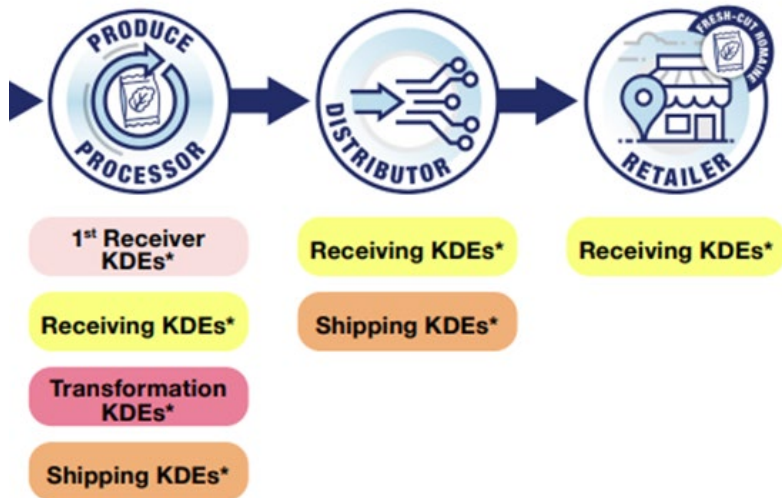 PRODUCE
PROCESSOR
DISTRIBUTOR
FRESH-CUT ROMAINE
RETAILER
1st Receiver
KDEs*
Receiving KDEs*
Transformation
KDEs*
Shipping KDEs*
Receiving KDEs*
Shipping KDEs*
Receiving KDEs*